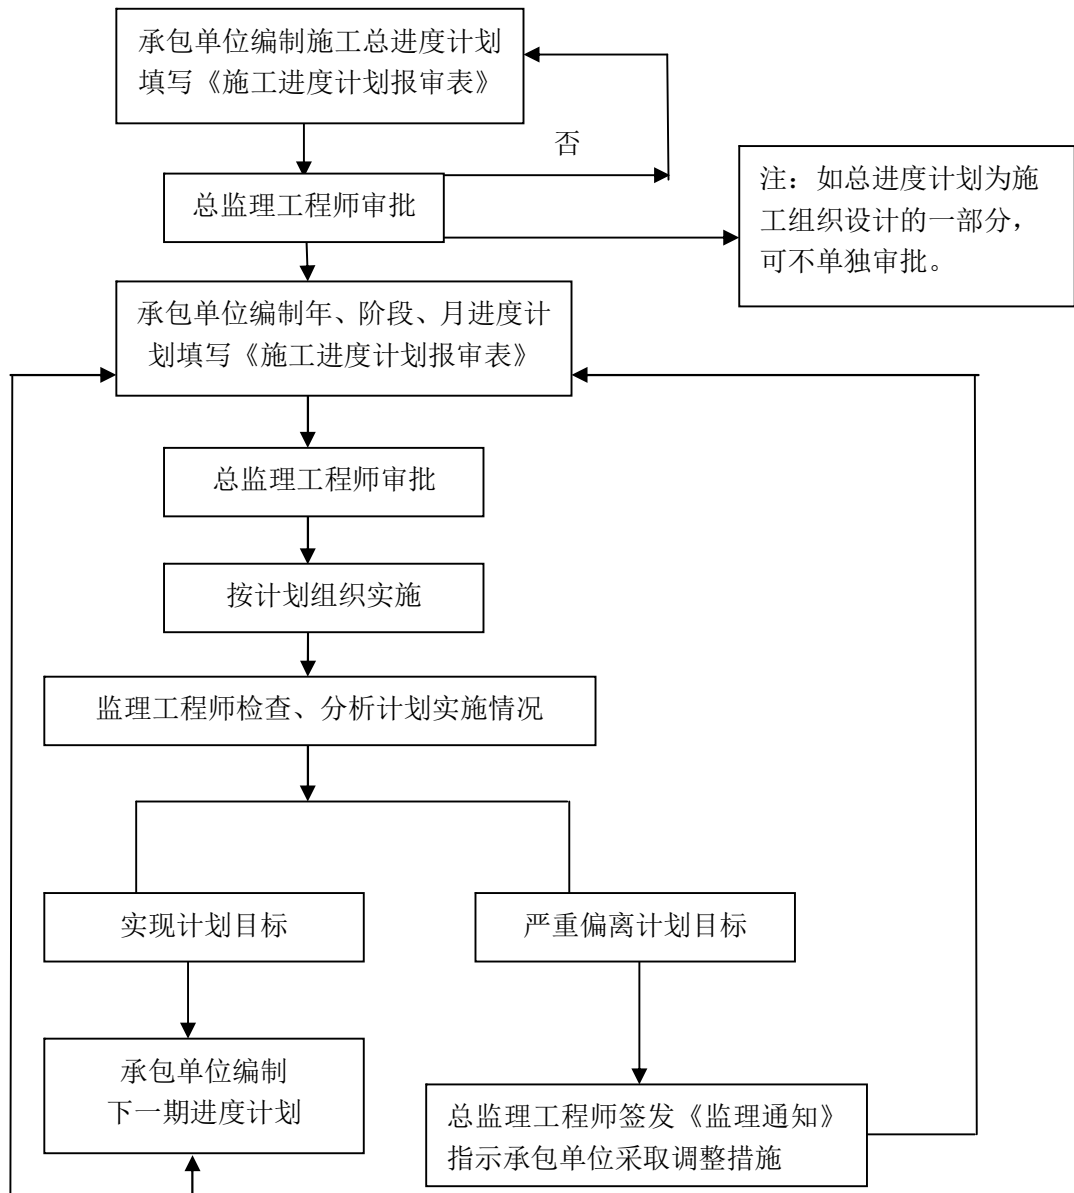 承包单位编制施工总进度计划
填写《施工进度计划报审表》
否
总监理工程师审批
注：如总进度计划为施
工组织设计的一部分，
可不单独审批。
承包单位编制年、阶段、月进度计
划填写《施工进度计划报审表》
总监理工程师审批
按计划组织实施
监理工程师检查、分析计划实施情况
实现计划目标
严重偏离计划目标
承包单位编制
下一期进度计划
总监理工程师签发《监理通知》
指示承包单位采取调整措施